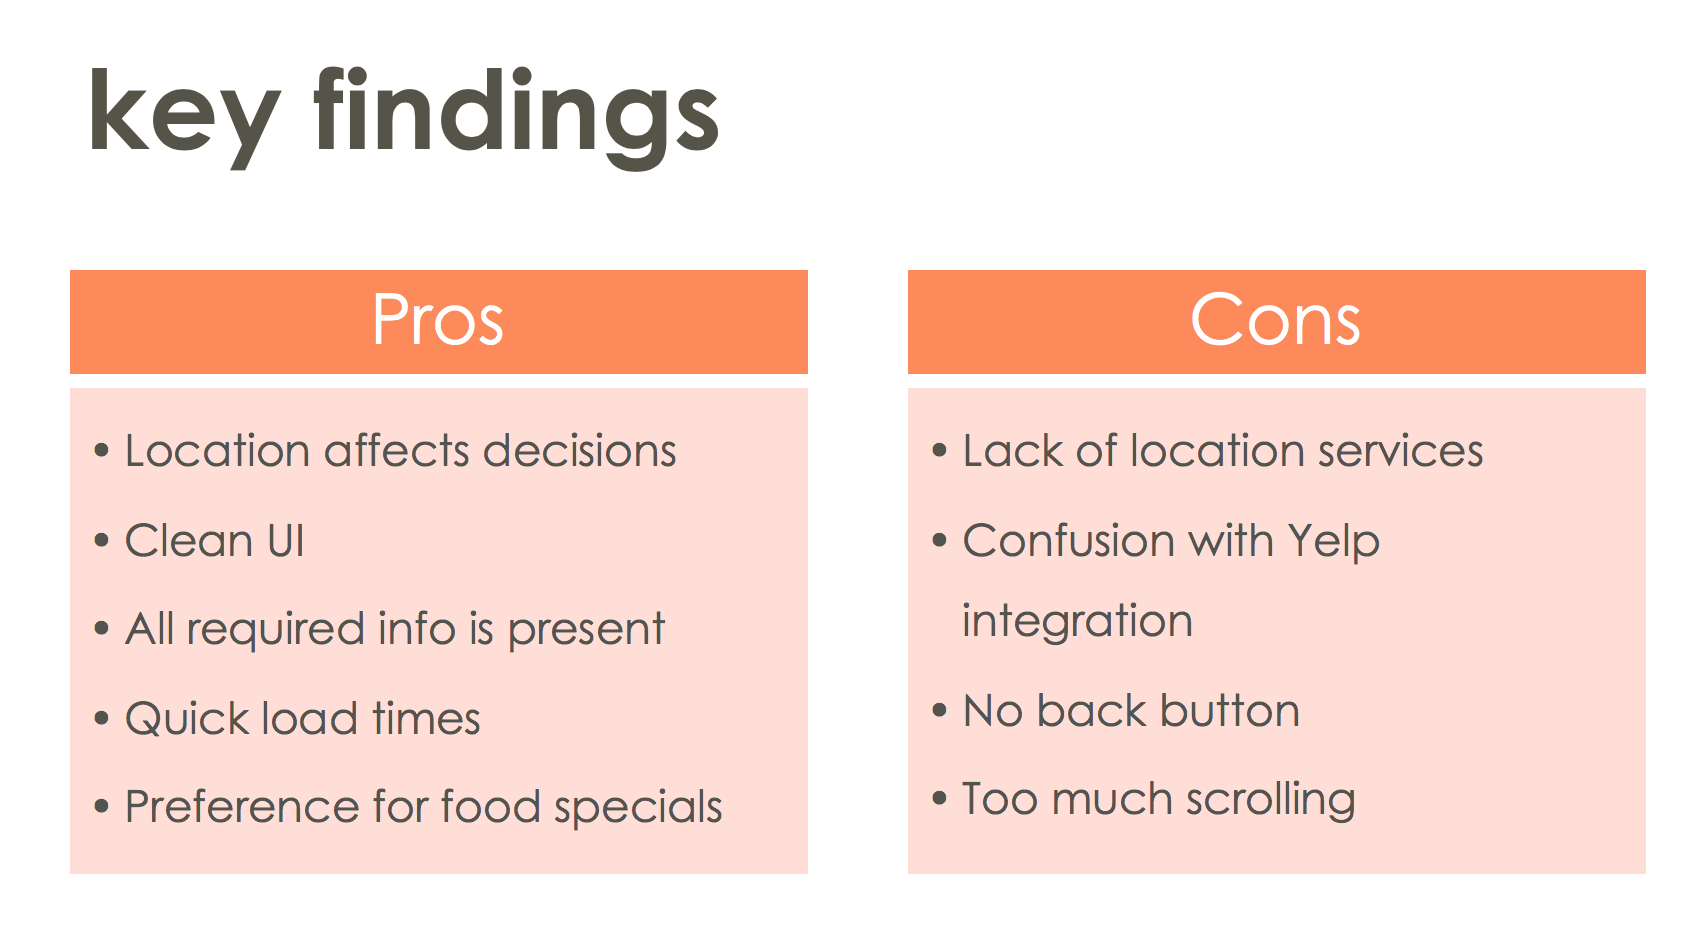 key findings
Pros
• Location affects decisions
• Clean UI
• All required info is present
• Quick load times
• Preference for food specials
Cons
• Lack of location services
• Confusion with Yelp
integration
• No back button
• Too much scrolling